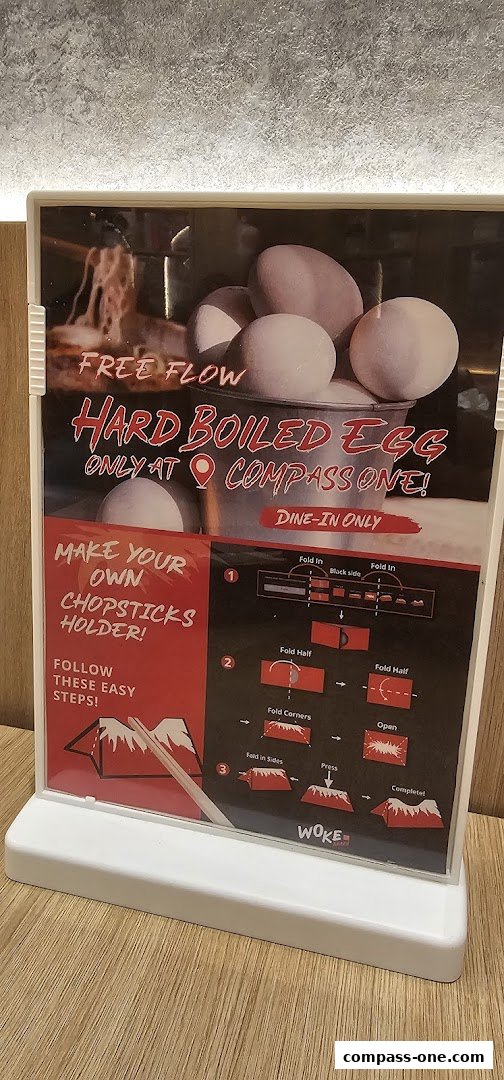 FREE FLOW
HARD BOILED EGG
ONLY AT COMPASS ONE!
DINE-IN ONLY
MAKE YOUR
OWN
CHOPSTICKS
HOLDER!
FOLLOW
THESE EASY
STEPS!
1
Fold In
Black side
Fold In
2
Fold Half
Fold Half
Fold Corners
Open
3
Fold in Sides
Press
Complete!
WOKE
compass-one.com